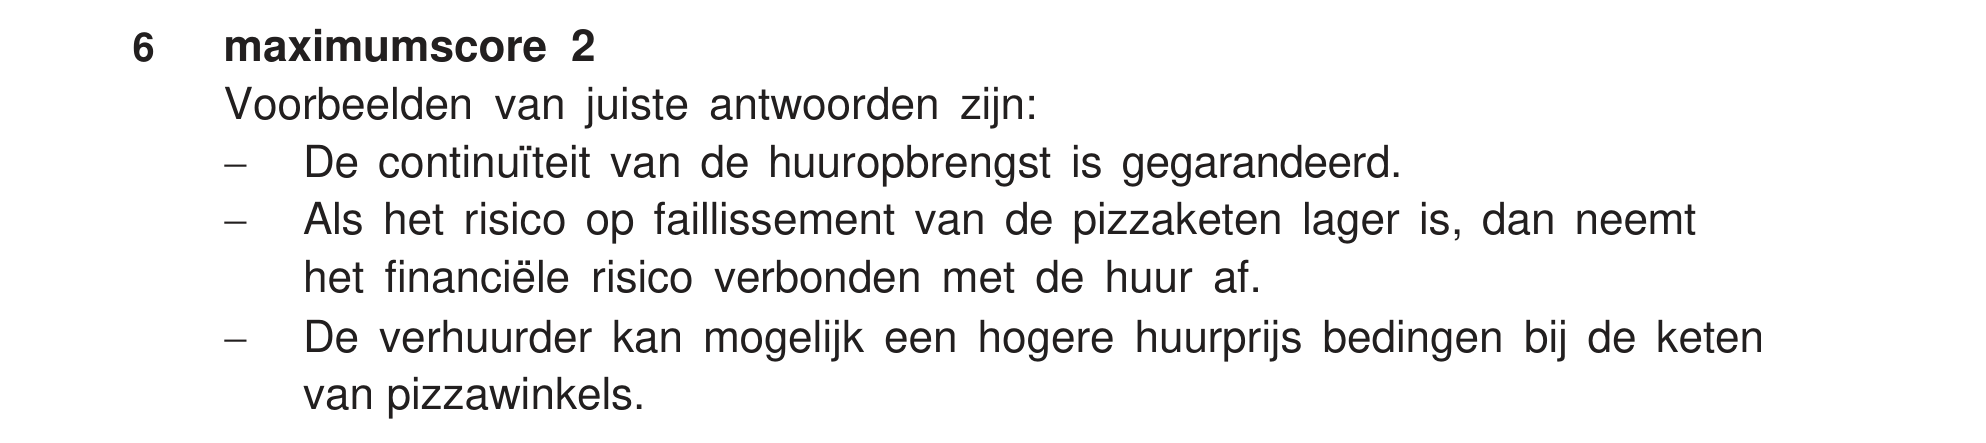 6 maximumscore 2
Voorbeelden van juiste antwoorden zijn:
– De continuïteit van de huuropbrengst is gegarandeerd.
– Als het risico op faillissement van de pizzaketen lager is, dan neemt
het financiële risico verbonden met de huur af.
– De verhuurder kan mogelijk een hogere huurprijs bedingen bij de keten
van pizzawinkels.